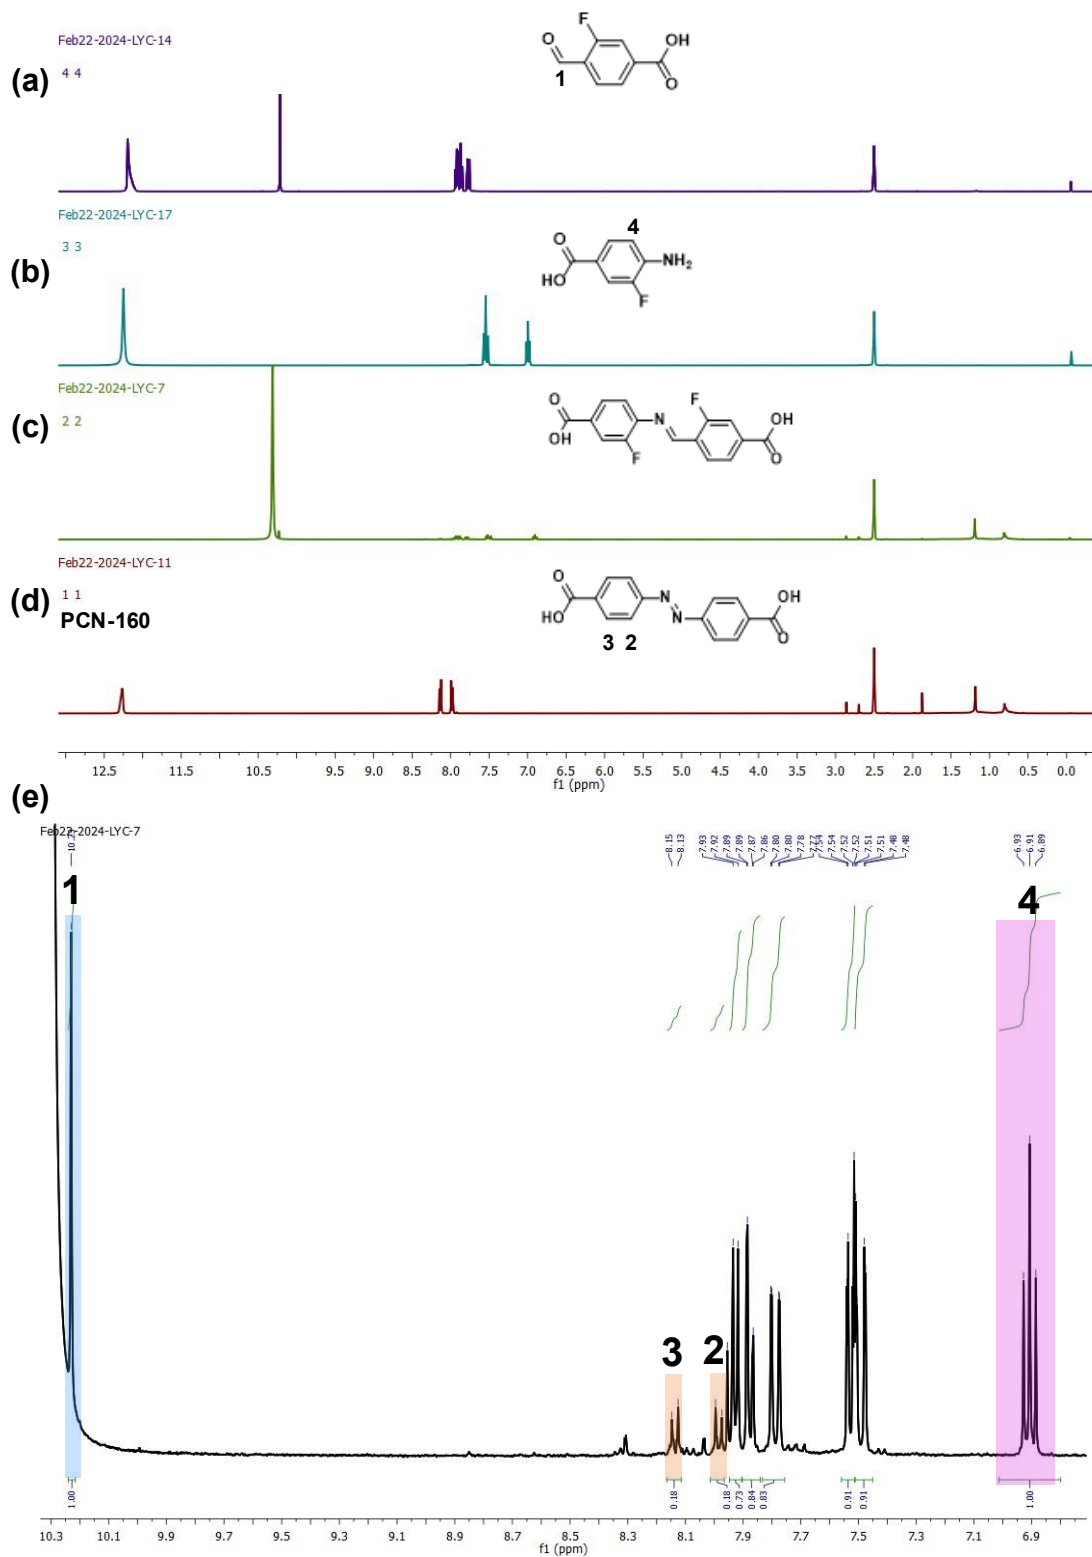 Feb22-2024-LYC-14
(a)
4 4
F
O
OH
1
O
Feb22-2024-LYC-17
3 3
(b)
4
O
NH2
HO
F
Feb22-2024-LYC-7
2 2
(c)
O
F
OH
N
OH
F
O
Feb22-2024-LYC-11
1 1
(d)
PCN-160
O
N
OH
HO
N
O
3 2
12.5 11.5 10.5 9.5 8.5 8.0 7.5 7.0 6.5 6.0 5.5 5.0 4.5 4.0 3.5 3.0 2.5 2.0 1.5 1.0 0.5 0.0
f1 (ppm)
(e)
Feb22-2024-LYC-7
8.15 8.13 7.93 7.92 7.89 7.89 7.87 7.86 7.80 7.80 7.78 7.77 7.54 7.54 7.52 7.52 7.51 7.51 7.48 7.48 6.93 6.91 6.89
1
4
3 2
1.00 0.18 0.18 0.73 0.84 0.83 0.91 0.91 1.00
10.3 9.7 9.5 9.3 9.1 8.9 8.7 8.5 8.3 8.1 7.9 7.7 7.5 7.3 7.1 6.9
f1 (ppm)